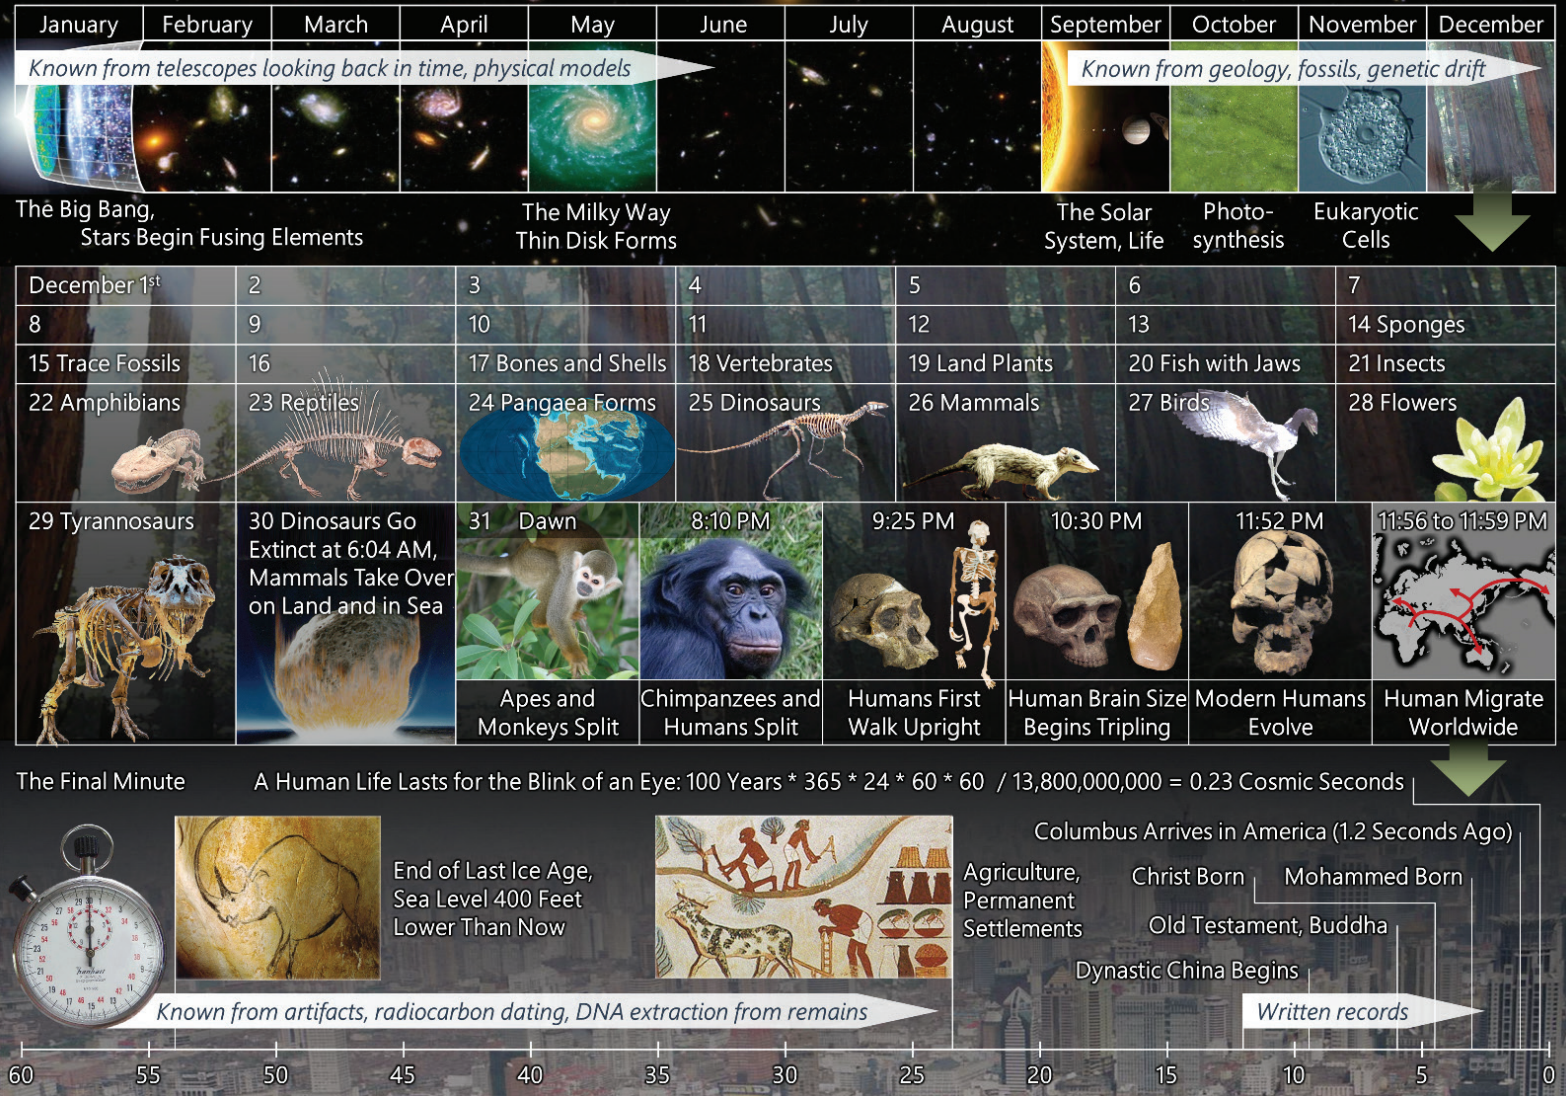 January February March April May June July August September October November December
Known from telescopes looking back in time, physical models
Known from geology, fossils, genetic drift
The Big Bang,
Stars Begin Fusing Elements
The Milky Way
Thin Disk Forms
The Solar
System, Life
Photo-
synthesis
Eukaryotic
Cells
December 1st 2 3 4 5 6 7
8 9 10 11 12 13 14 Sponges
15 Trace Fossils 16 17 Bones and Shells 18 Vertebrates 19 Land Plants 20 Fish with Jaws 21 Insects
22 Amphibians 23 Reptiles 24 Pangaea Forms 25 Dinosaurs 26 Mammals 27 Birds 28 Flowers
29 Tyrannosaurs
30 Dinosaurs Go
Extinct at 6:04 AM,
Mammals Take Over
on Land and in Sea
31 Dawn
Apes and
Monkeys Split
8:10 PM
Chimpanzees and
Humans Split
9:25 PM
Humans First
Walk Upright
10:30 PM
Human Brain Size
Begins Tripling
11:52 PM
Modern Humans
Evolve
11:56 to 11:59 PM
Human Migrate
Worldwide
The Final Minute
A Human Life Lasts for the Blink of an Eye: 100 Years * 365 * 24 * 60 * 60 / 13,800,000,000 = 0.23 Cosmic Seconds
End of Last Ice Age,
Sea Level 400 Feet
Lower Than Now
Agriculture,
Permanent
Settlements
Columbus Arrives in America (1.2 Seconds Ago)
Christ Born
Mohammed Born
Old Testament, Buddha
Dynastic China Begins
Known from artifacts, radiocarbon dating, DNA extraction from remains
Written records
60 55 50 45 40 35 30 25 20 15 10 5 0